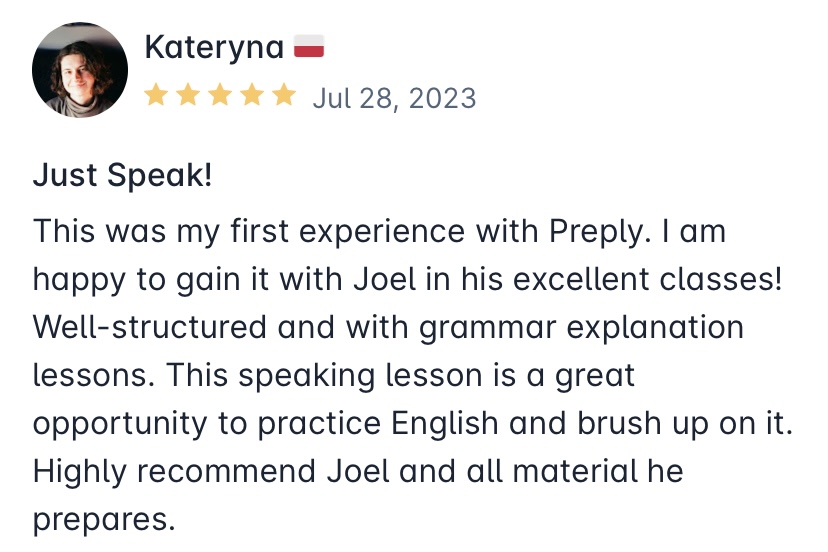 Kateryna
Jul 28, 2023
Just Speak!
This was my first experience with Preply. I am
happy to gain it with Joel in his excellent classes!
Well-structured and with grammar explanation
lessons. This speaking lesson is a great
opportunity to practice English and brush up on it.
Highly recommend Joel and all material he
prepares.